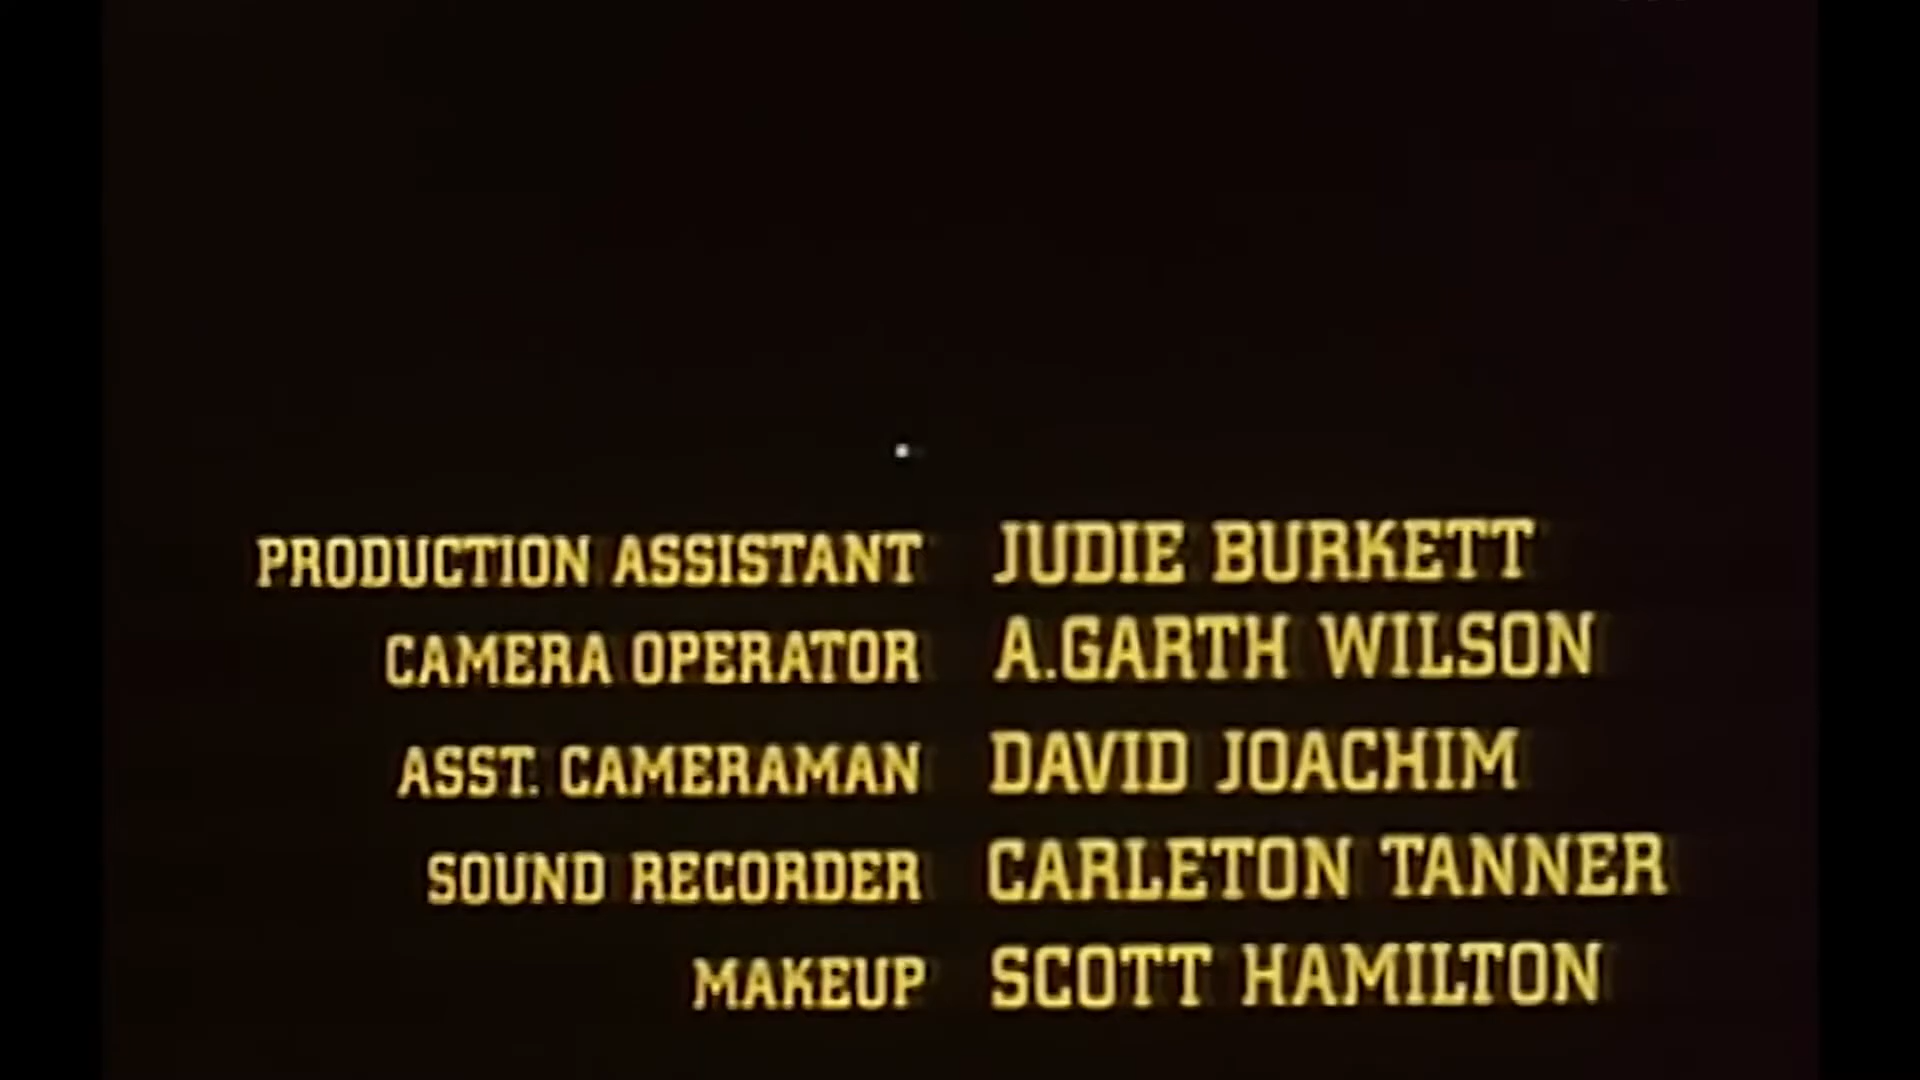 PRODUCTION ASSISTANT JUDIE BURKETT
CAMERA OPERATOR A.GARTH WILSON
ASST. CAMERAMAN DAVID JOACHIM
SOUND RECORDER CARLETON TANNER
MAKEUP SCOTT HAMILTON